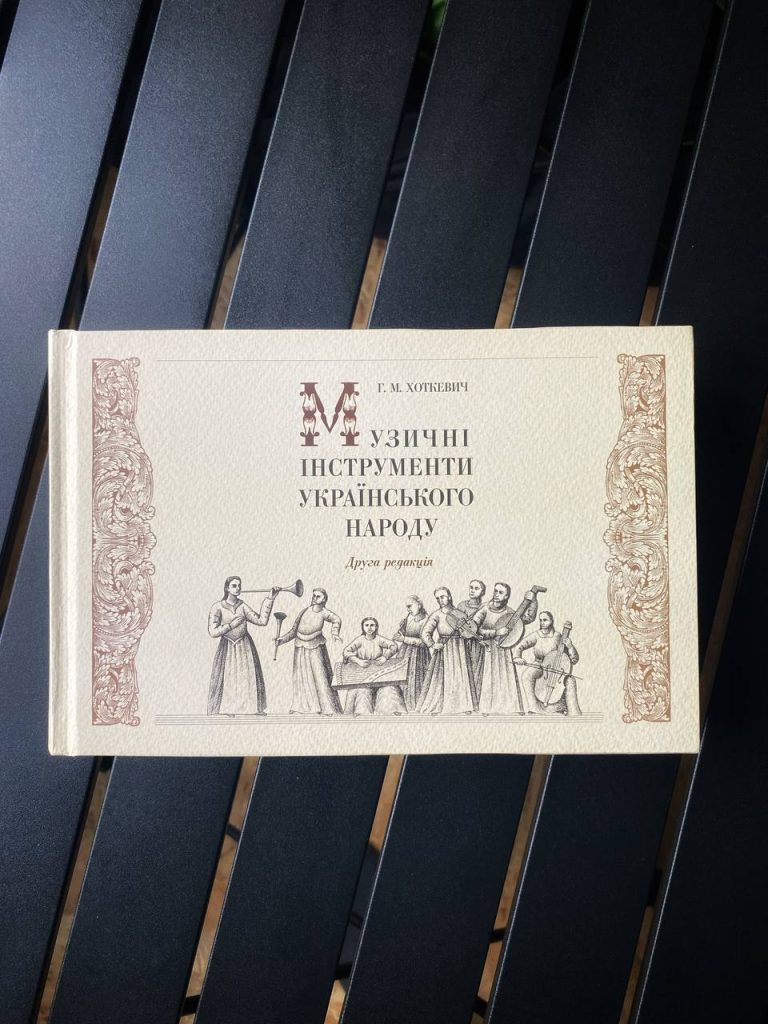 Г. М. ХОТКЕВИЧ
МУЗИЧНІ
ІНСТРУМЕНТИ
УКРАЇНСЬКОГО
НАРОДУ
Друга редакція